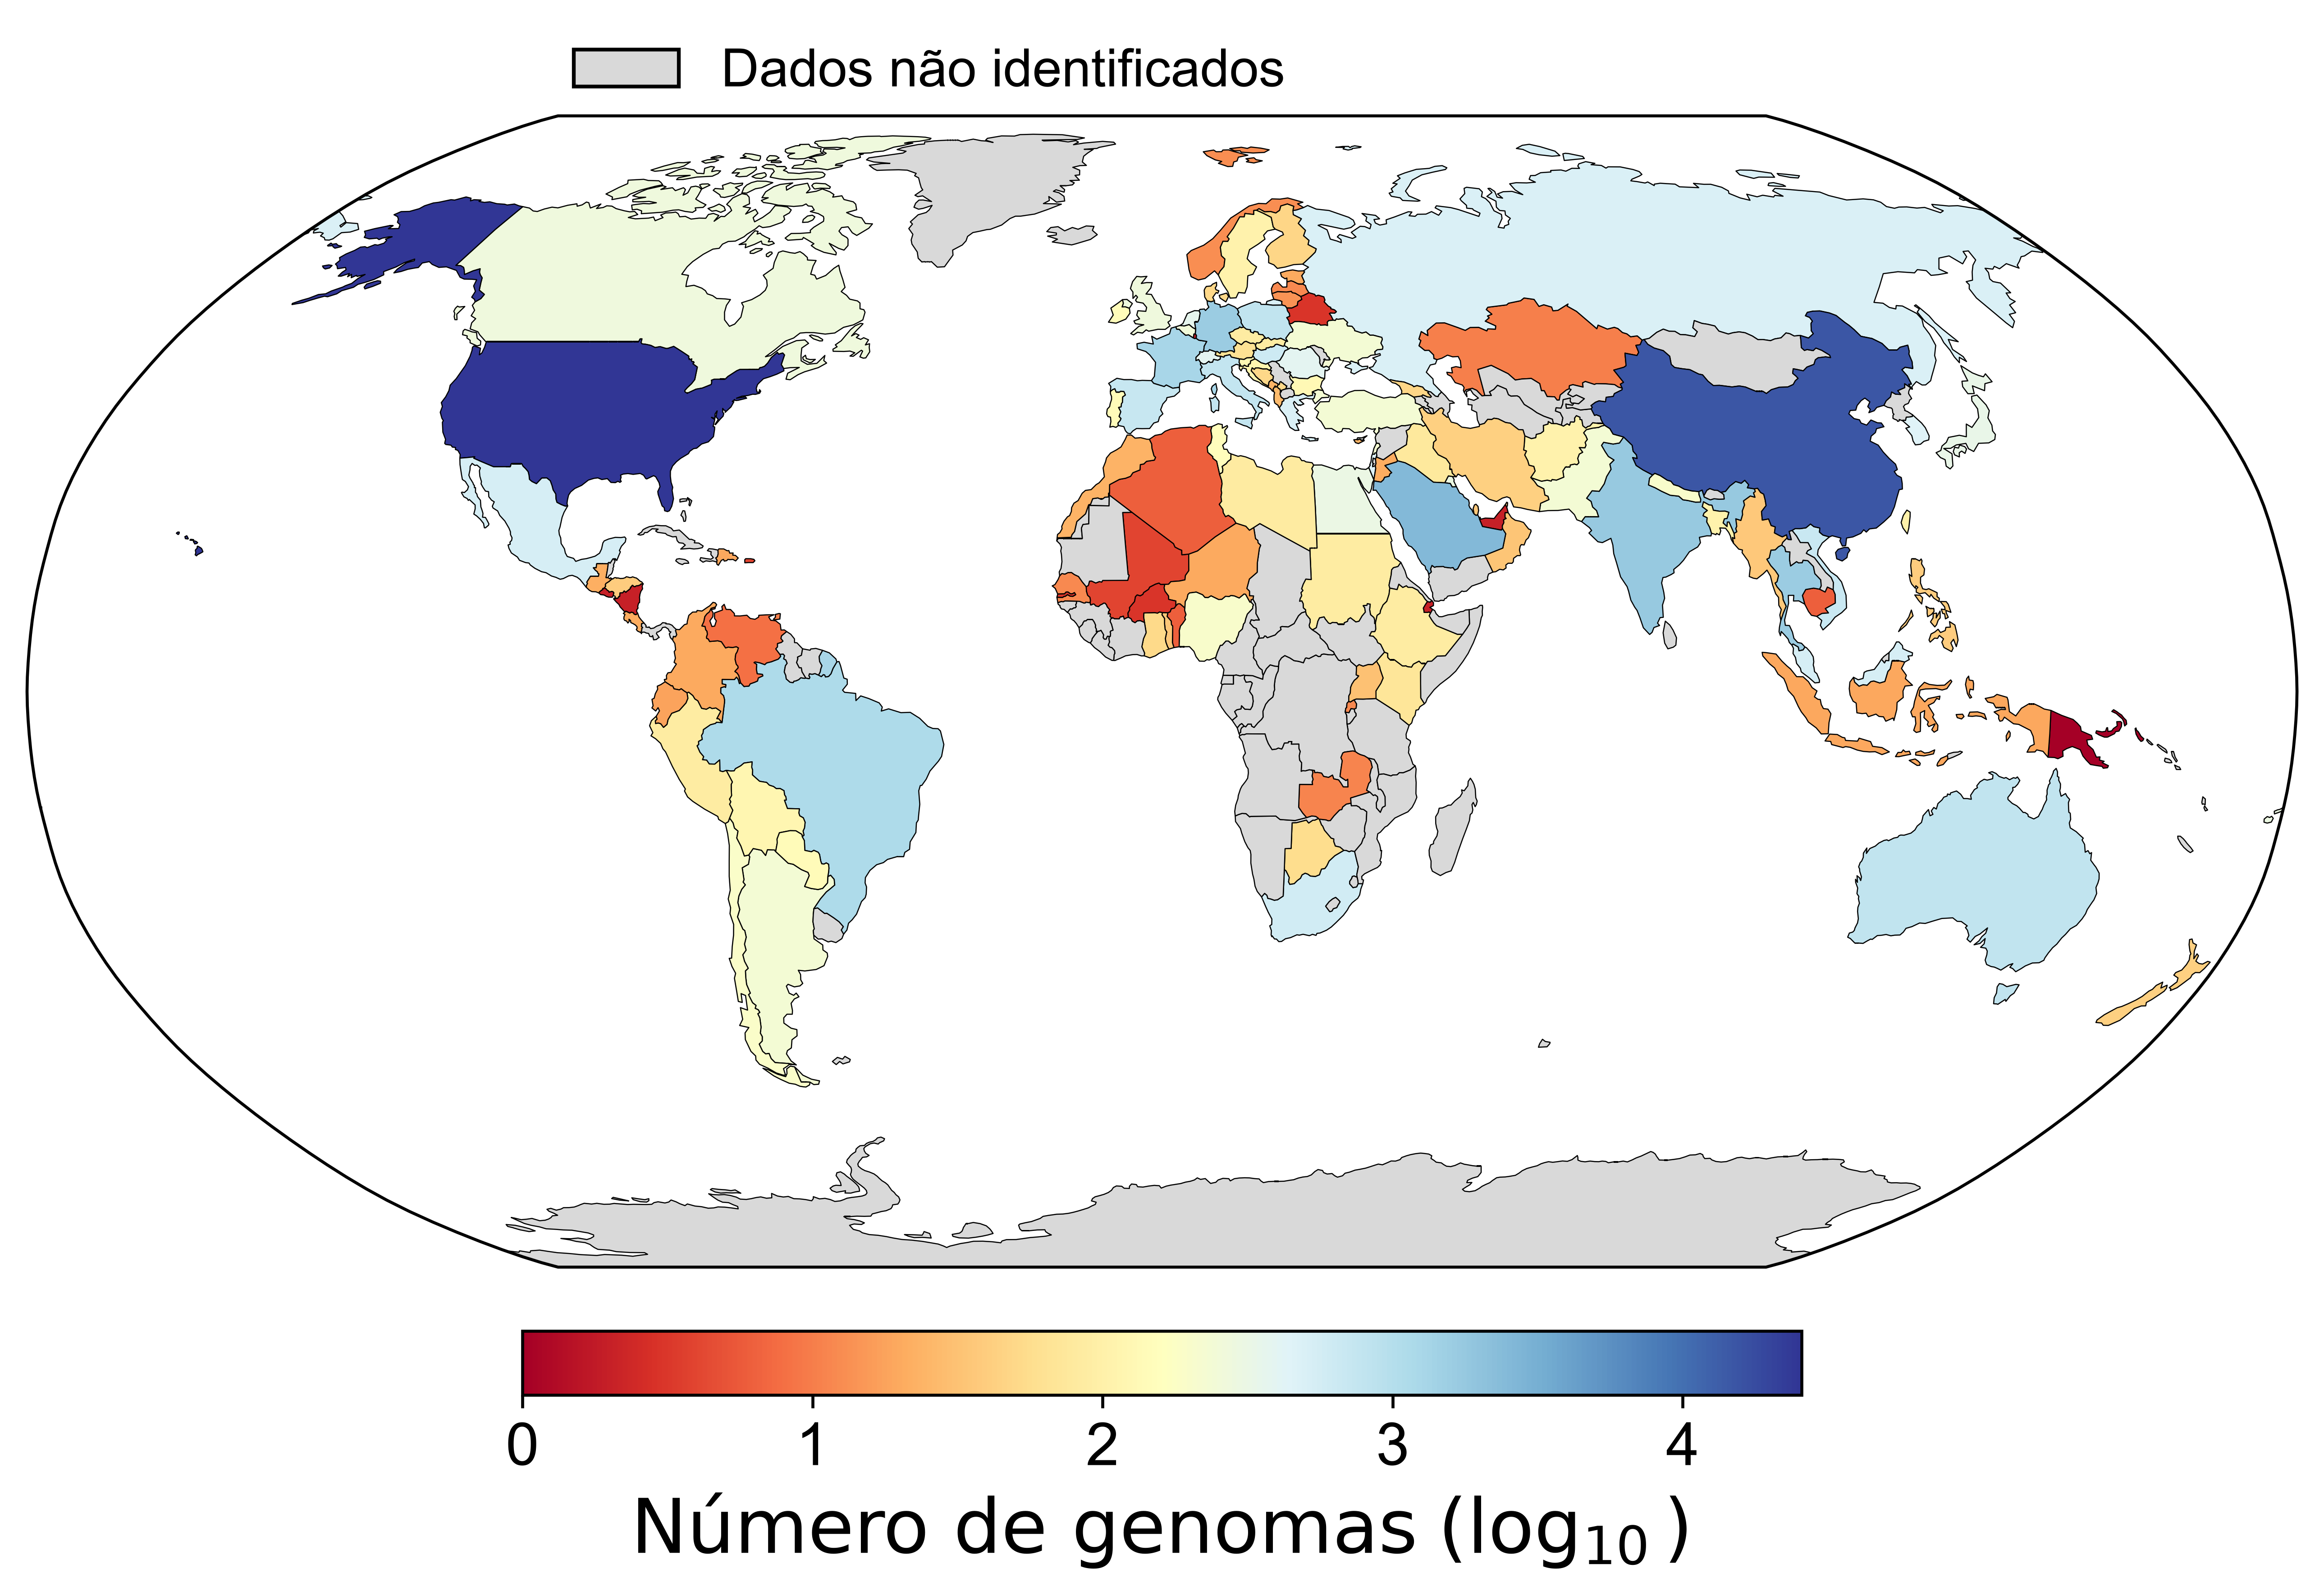 Dados não identificados
0 1 2 3 4
Número de genomas (log₁₀ )